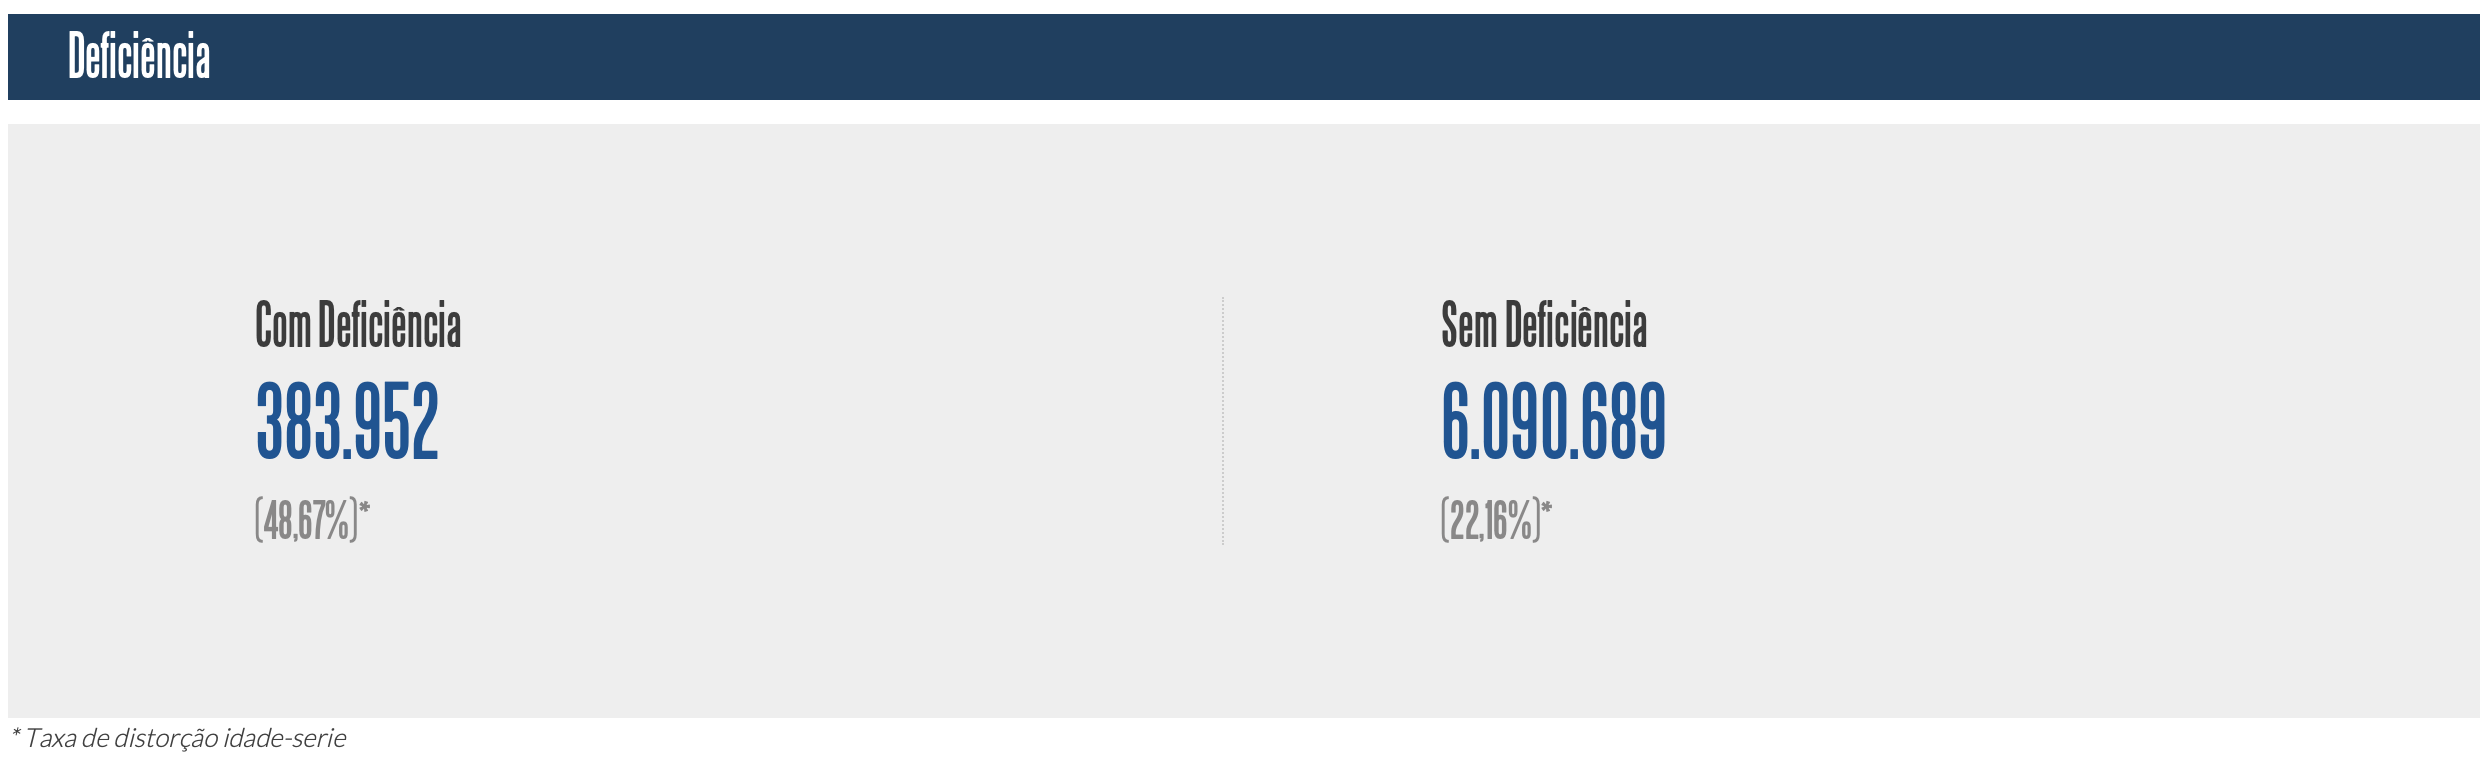 Deficiência
Com Deficiência
383.952
(48,67%)*
Sem Deficiência
6.090.689
(22,16%)*
* Taxa de distorção idade-serie